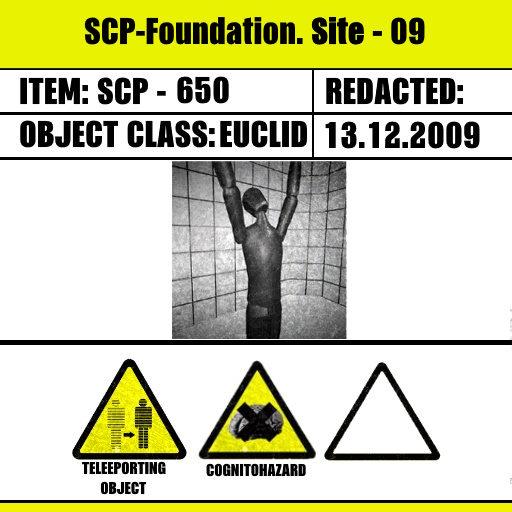 SCP-Foundation. Site - 09
ITEM: SCP - 650
REDACTED:
OBJECT CLASS: EUCLID
13.12.2009
TELEEPORTING
OBJECT
COGNITOHAZARD